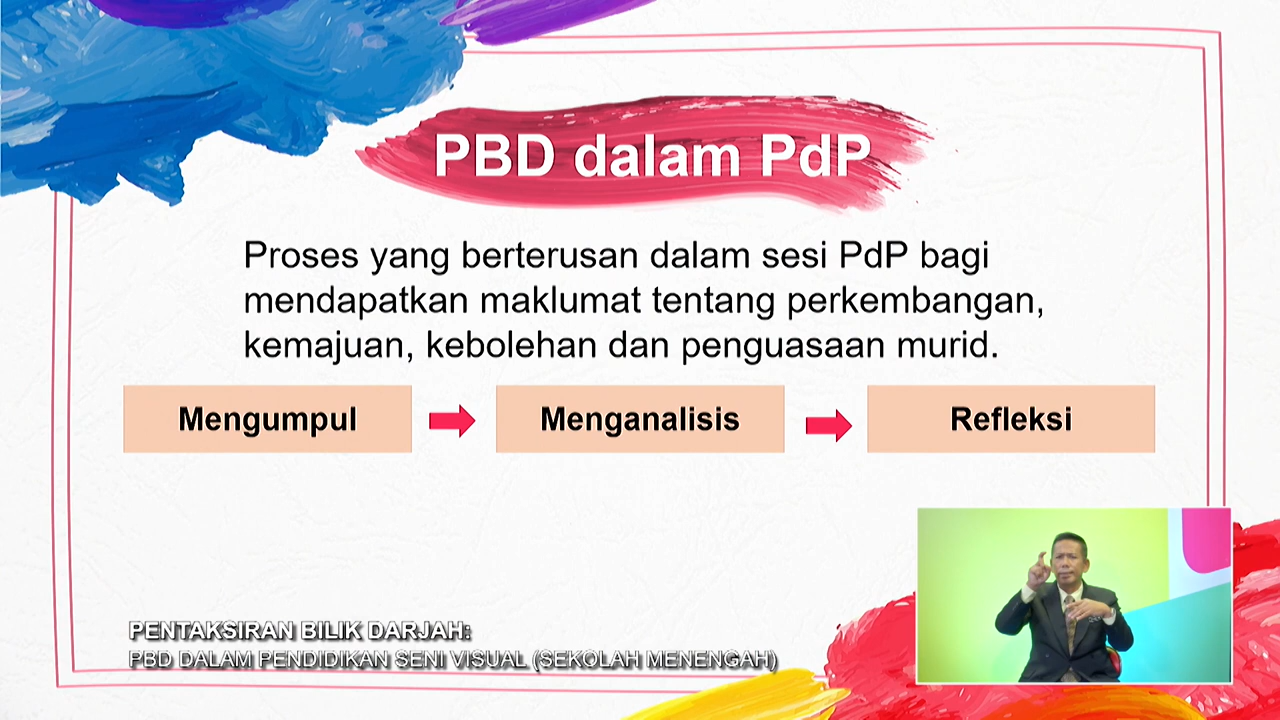 PBD dalam PdP
Proses yang berterusan dalam sesi PdP bagi
mendapatkan maklumat tentang perkembangan,
kemajuan, kebolehan dan penguasaan murid.
Mengumpul
Menganalisis
Refleksi
PENTAKSIRAN BILIK DARJAH:
PBD DALAM PENDIDIKAN SENI VISUAL (SEKOLAH MENENGAH)